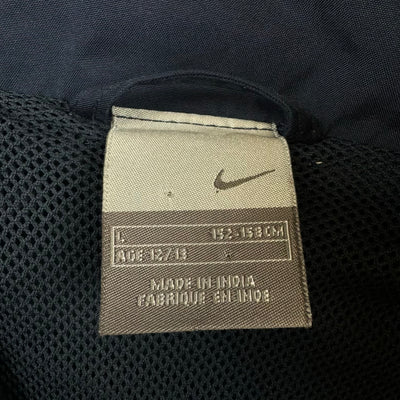 L 152-158 CM
AGE 12/13
MADE IN INDIA
FABRIQUE EN INDE